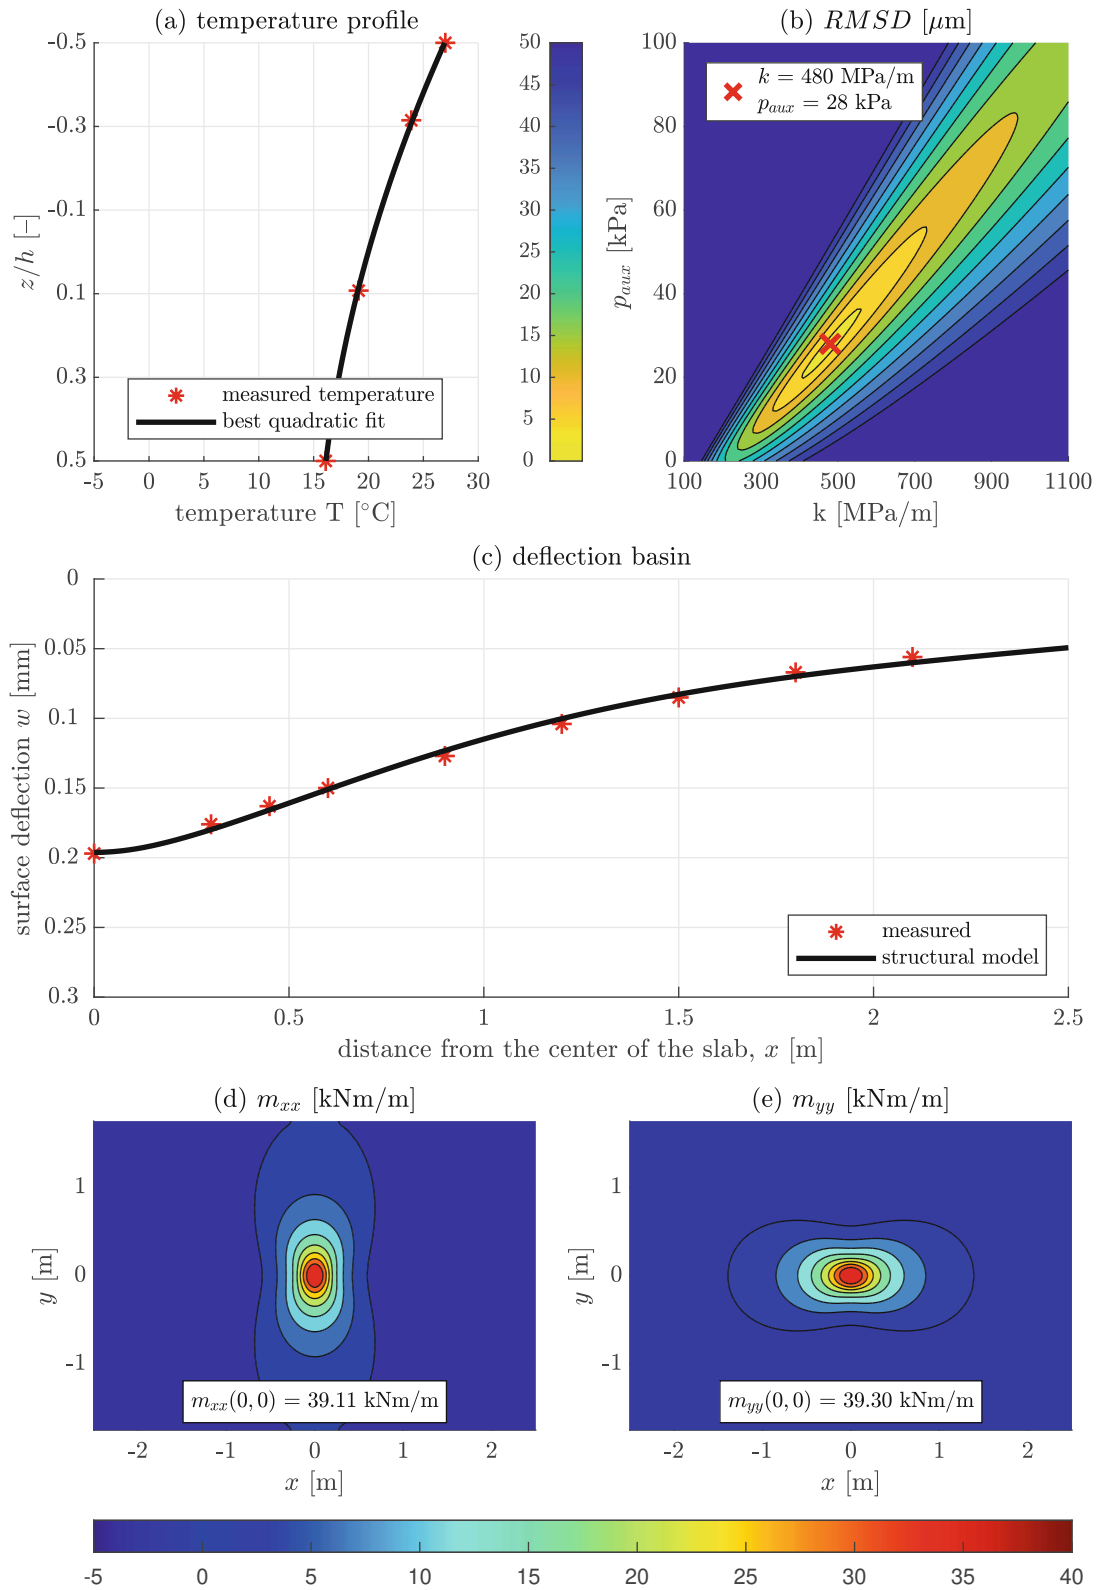 (a) temperature profile
-0.5
-0.3
-0.1
0.1
0.3
0.5
z/h [–]
measured temperature
best quadratic fit
-5 0 5 10 15 20 25 30
temperature T [°C]
50
45
40
35
30
25
20
15
10
5
0
(b) RMSD [μm]
100
80
60
40
20
0
p_aux [kPa]
k = 480 MPa/m
p_aux = 28 kPa
100 300 500 700 900 1100
k [MPa/m]
(c) deflection basin
0
0.05
0.1
0.15
0.2
0.25
0.3
surface deflection w [mm]
measured
structural model
0 0.5 1 1.5 2 2.5
distance from the center of the slab, x [m]
(d) m_xx [kNm/m]
1
0
-1
y [m]
m_xx(0, 0) = 39.11 kNm/m
-2 -1 0 1 2
x [m]
(e) m_yy [kNm/m]
1
0
-1
y [m]
m_yy(0, 0) = 39.30 kNm/m
-2 -1 0 1 2
x [m]
-5 0 5 10 15 20 25 30 35 40